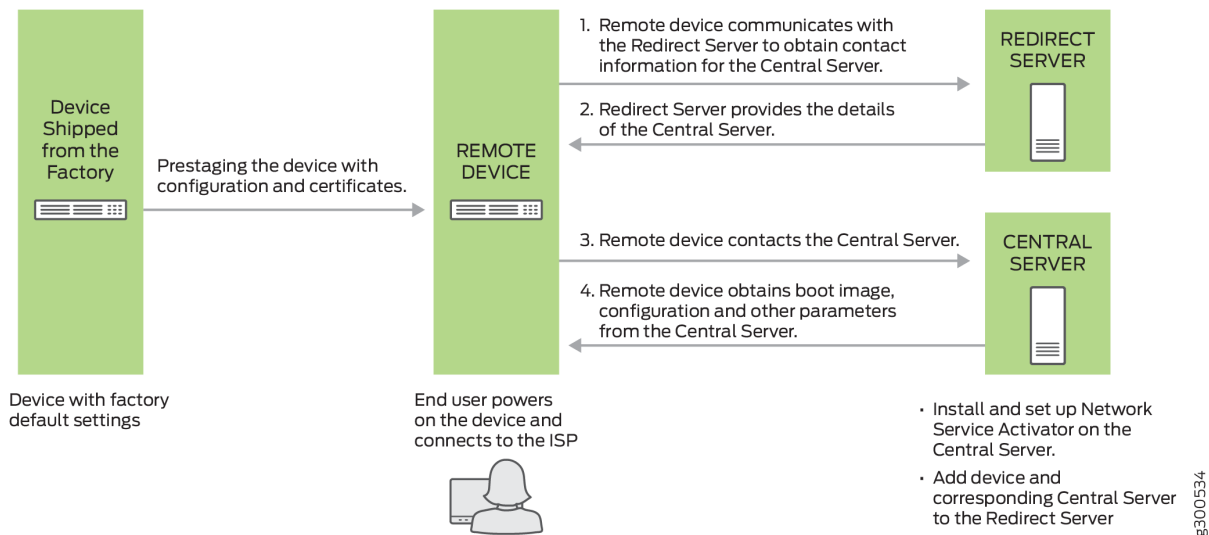 Device
Shipped
from the
Factory
Prestaging the device with
configuration and certificates.
Device with factory
default settings
REMOTE
DEVICE
End user powers
on the device and
connects to the ISP
1. Remote device communicates with
the Redirect Server to obtain contact
information for the Central Server.
2. Redirect Server provides the details
of the Central Server.
3. Remote device contacts the Central Server.
4. Remote device obtains boot image,
configuration and other parameters
from the Central Server.
REDIRECT
SERVER
CENTRAL
SERVER
· Install and set up Network
Service Activator on the
Central Server.
· Add device and
corresponding Central Server
to the Redirect Server
g300534